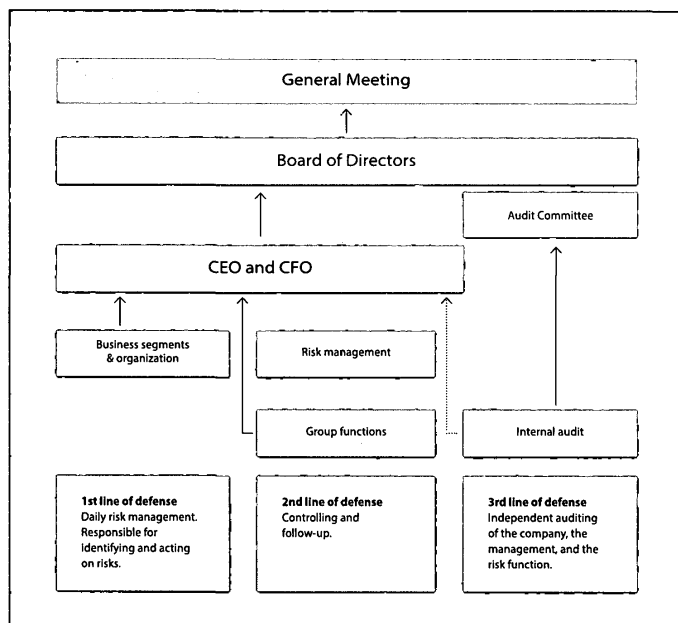 General Meeting
Board of Directors
Audit Committee
CEO and CFO
Business segments
& organization
Risk management
Group functions
Internal audit
1st line of defense
Daily risk management.
Responsible for
identifying and acting
on risks.
2nd line of defense
Controlling and
follow-up.
3rd line of defense
Independent auditing
of the company, the
management, and the
risk function.